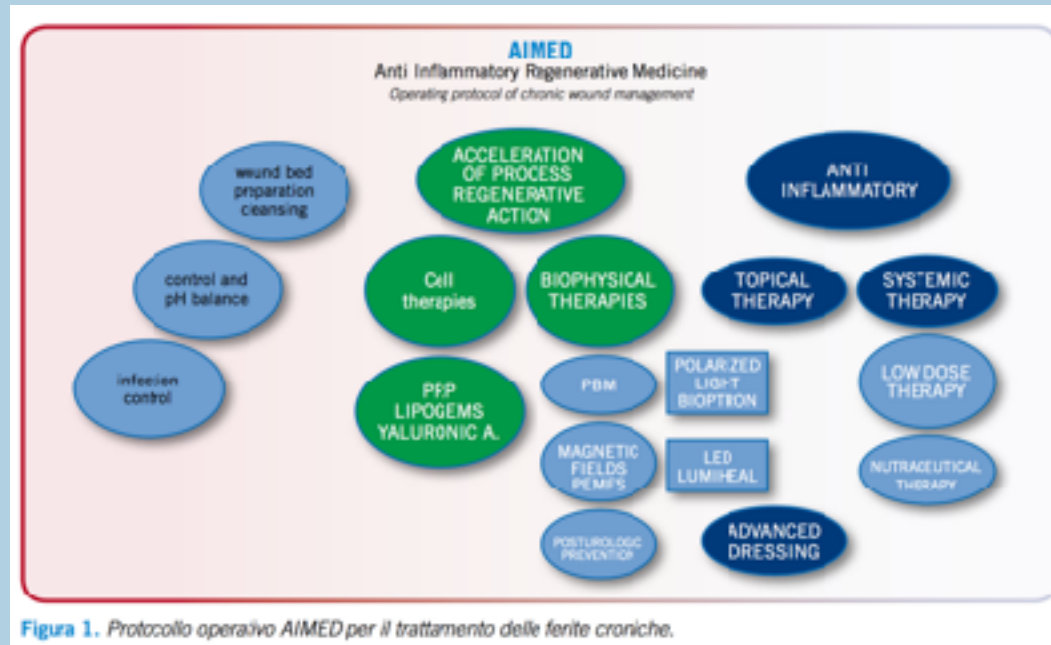 AIMED
Anti Inflammatory Regenerative Medicine
Operating protocol of chronic wound management
wound bed
preparation
cleansing
control and
pH balance
infection
control
ACCELERATION
OF PROCESS
REGENERATIVE
ACTION
Cell
therapies
BIOPHYSICAL
THERAPIES
PRP
LIPOGEMS
YALURONIC A.
PBM
POLARIZED
LIGHT
BIOPTRON
MAGNETIC
FIELDS
PEMFS
LED
LUMIHEAL
POSTUROLOGIC
PREVENTION
ANTI
INFLAMMATORY
TOPICAL
THERAPY
SYSTEMIC
THERAPY
LOW DOSE
THERAPY
NUTRACEUTICAL
THERAPY
ADVANCED
DRESSING
Figura 1. Protocollo operativo AIMED per il trattamento delle ferite croniche.